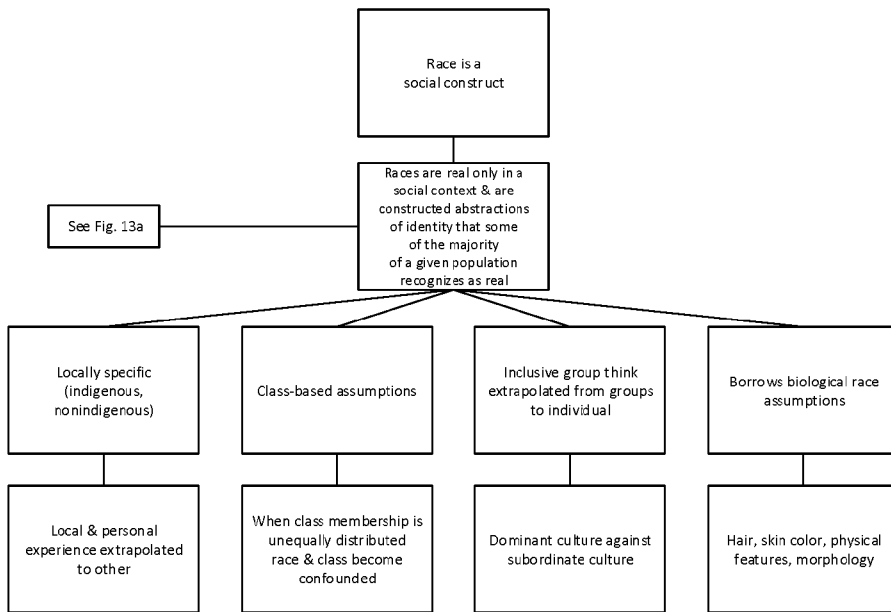 Race is a
social construct
Races are real only in a
social context & are
constructed abstractions
of identity that some
of the majority
of a given population
recognizes as real
See Fig. 13a
Locally specific
(indigenous,
nonindigenous)
Class-based assumptions
Inclusive group think
extrapolated from groups
to individual
Borrows biological race
assumptions
Local & personal
experience extrapolated
to other
When class membership is
unequally distributed
race & class become
confounded
Dominant culture against
subordinate culture
Hair, skin color, physical
features, morphology